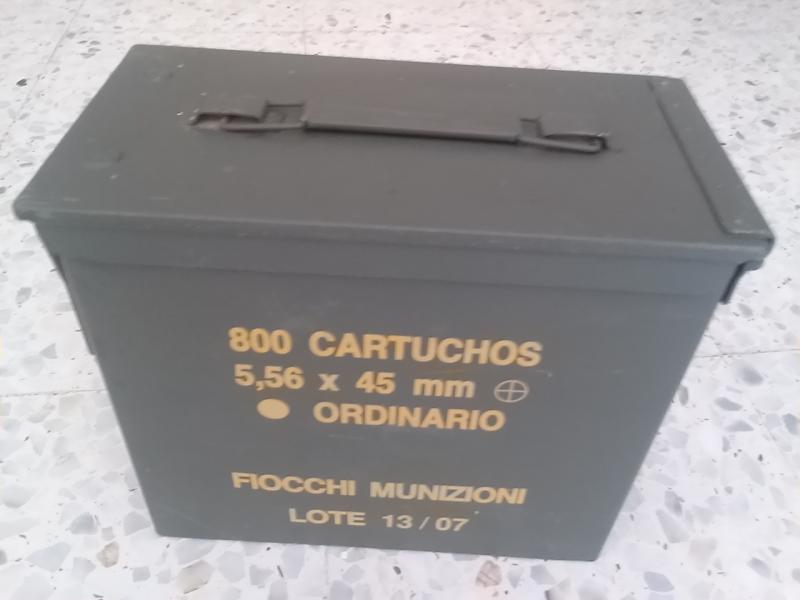 800 CARTUCHOS
5,56 x 45 mm
ORDINARIO
FIOCCHI MUNIZIONI
LOTE 13/07